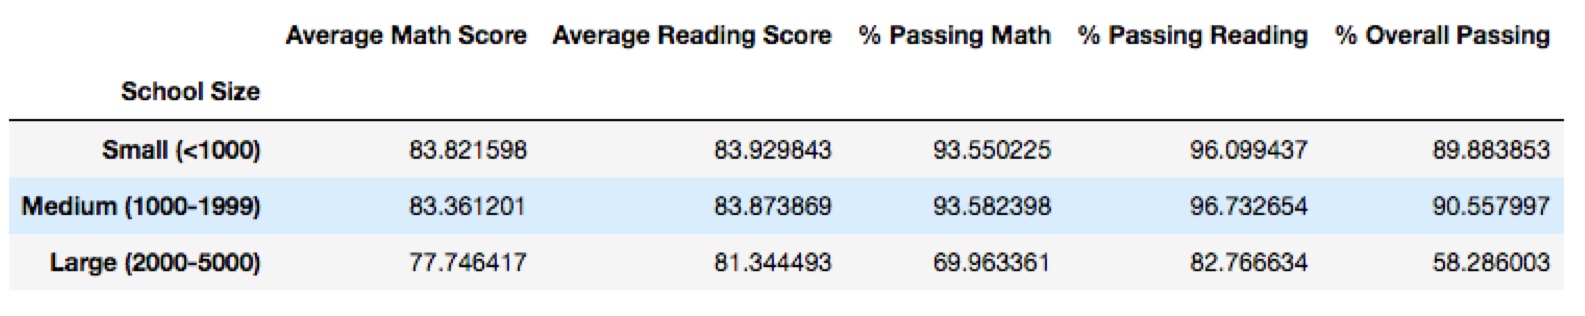 Average Math Score Average Reading Score % Passing Math % Passing Reading % Overall Passing
School Size
Small (<1000) 83.821598 83.929843 93.550225 96.099437 89.883853
Medium (1000-1999) 83.361201 83.873869 93.582398 96.732654 90.557997
Large (2000-5000) 77.746417 81.344493 69.963361 82.766634 58.286003